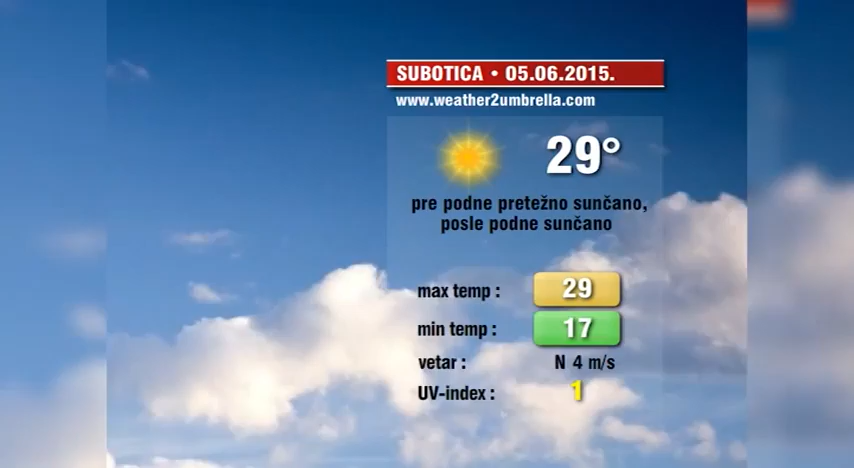 SUBOTICA • 05.06.2015.
www.weather2umbrella.com
29°
pre podne pretežno sunčano,
posle podne sunčano
max temp : 29
min temp : 17
vetar : N 4 m/s
UV-index : 1